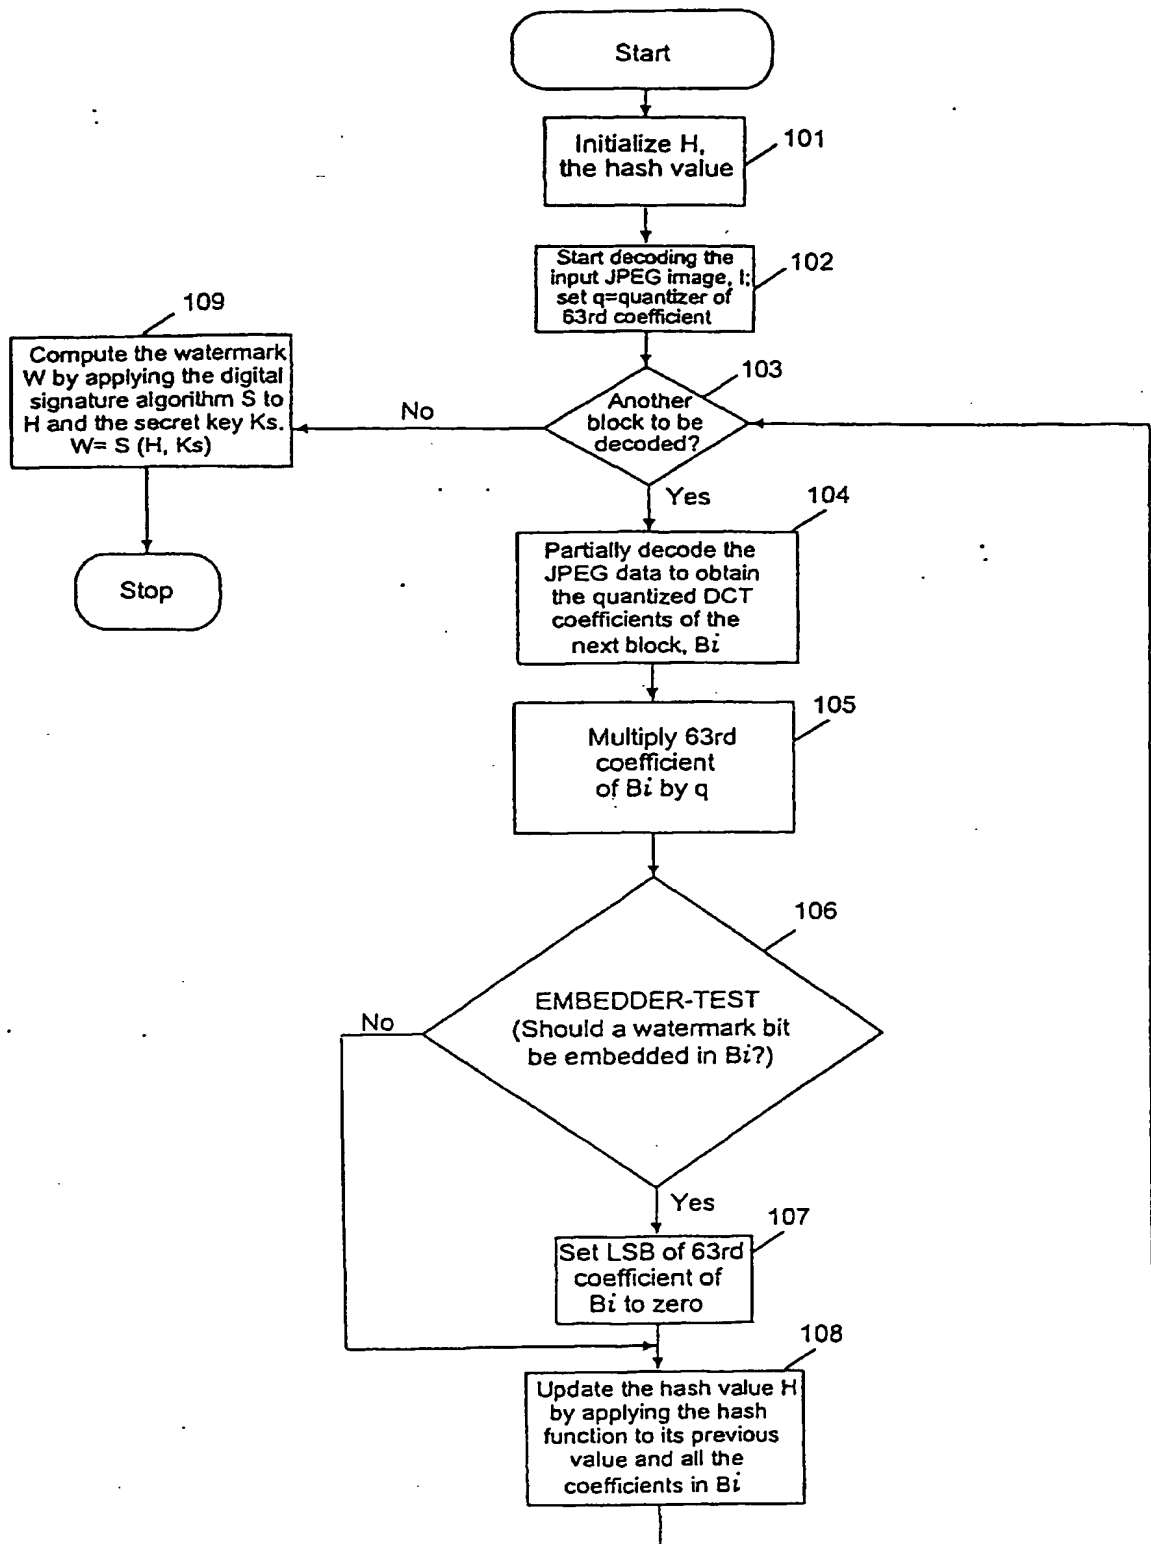 Start
Initialize H,
the hash value
101
Start decoding the
input JPEG image, I;
set q=quantizer of
63rd coefficient
102
109
Compute the watermark
W by applying the digital
signature algorithm S to
H and the secret key Ks.
W= S (H, Ks)
No
103
Another
block to be
decoded?
Yes
Stop
104
Partially decode the
JPEG data to obtain
the quantized DCT
coefficients of the
next block, Bi
105
Multiply 63rd
coefficient
of Bi by q
106
EMBEDDER-TEST
(Should a watermark bit
be embedded in Bi?)
No
Yes
107
Set LSB of 63rd
coefficient of
Bi to zero
108
Update the hash value H
by applying the hash
function to its previous
value and all the
coefficients in Bi